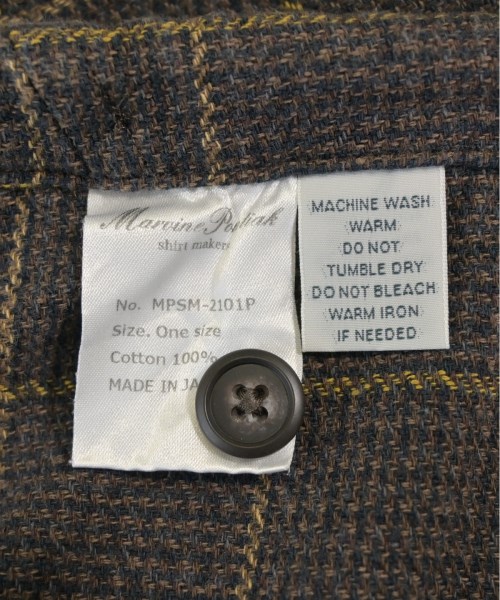 Marvine Pontiak
shirt makers
No. MPSM-2101P
Size. One size
Cotton 100%
MADE IN JA
MACHINE WASH
WARM
DO NOT
TUMBLE DRY
DO NOT BLEACH
WARM IRON
IF NEEDED